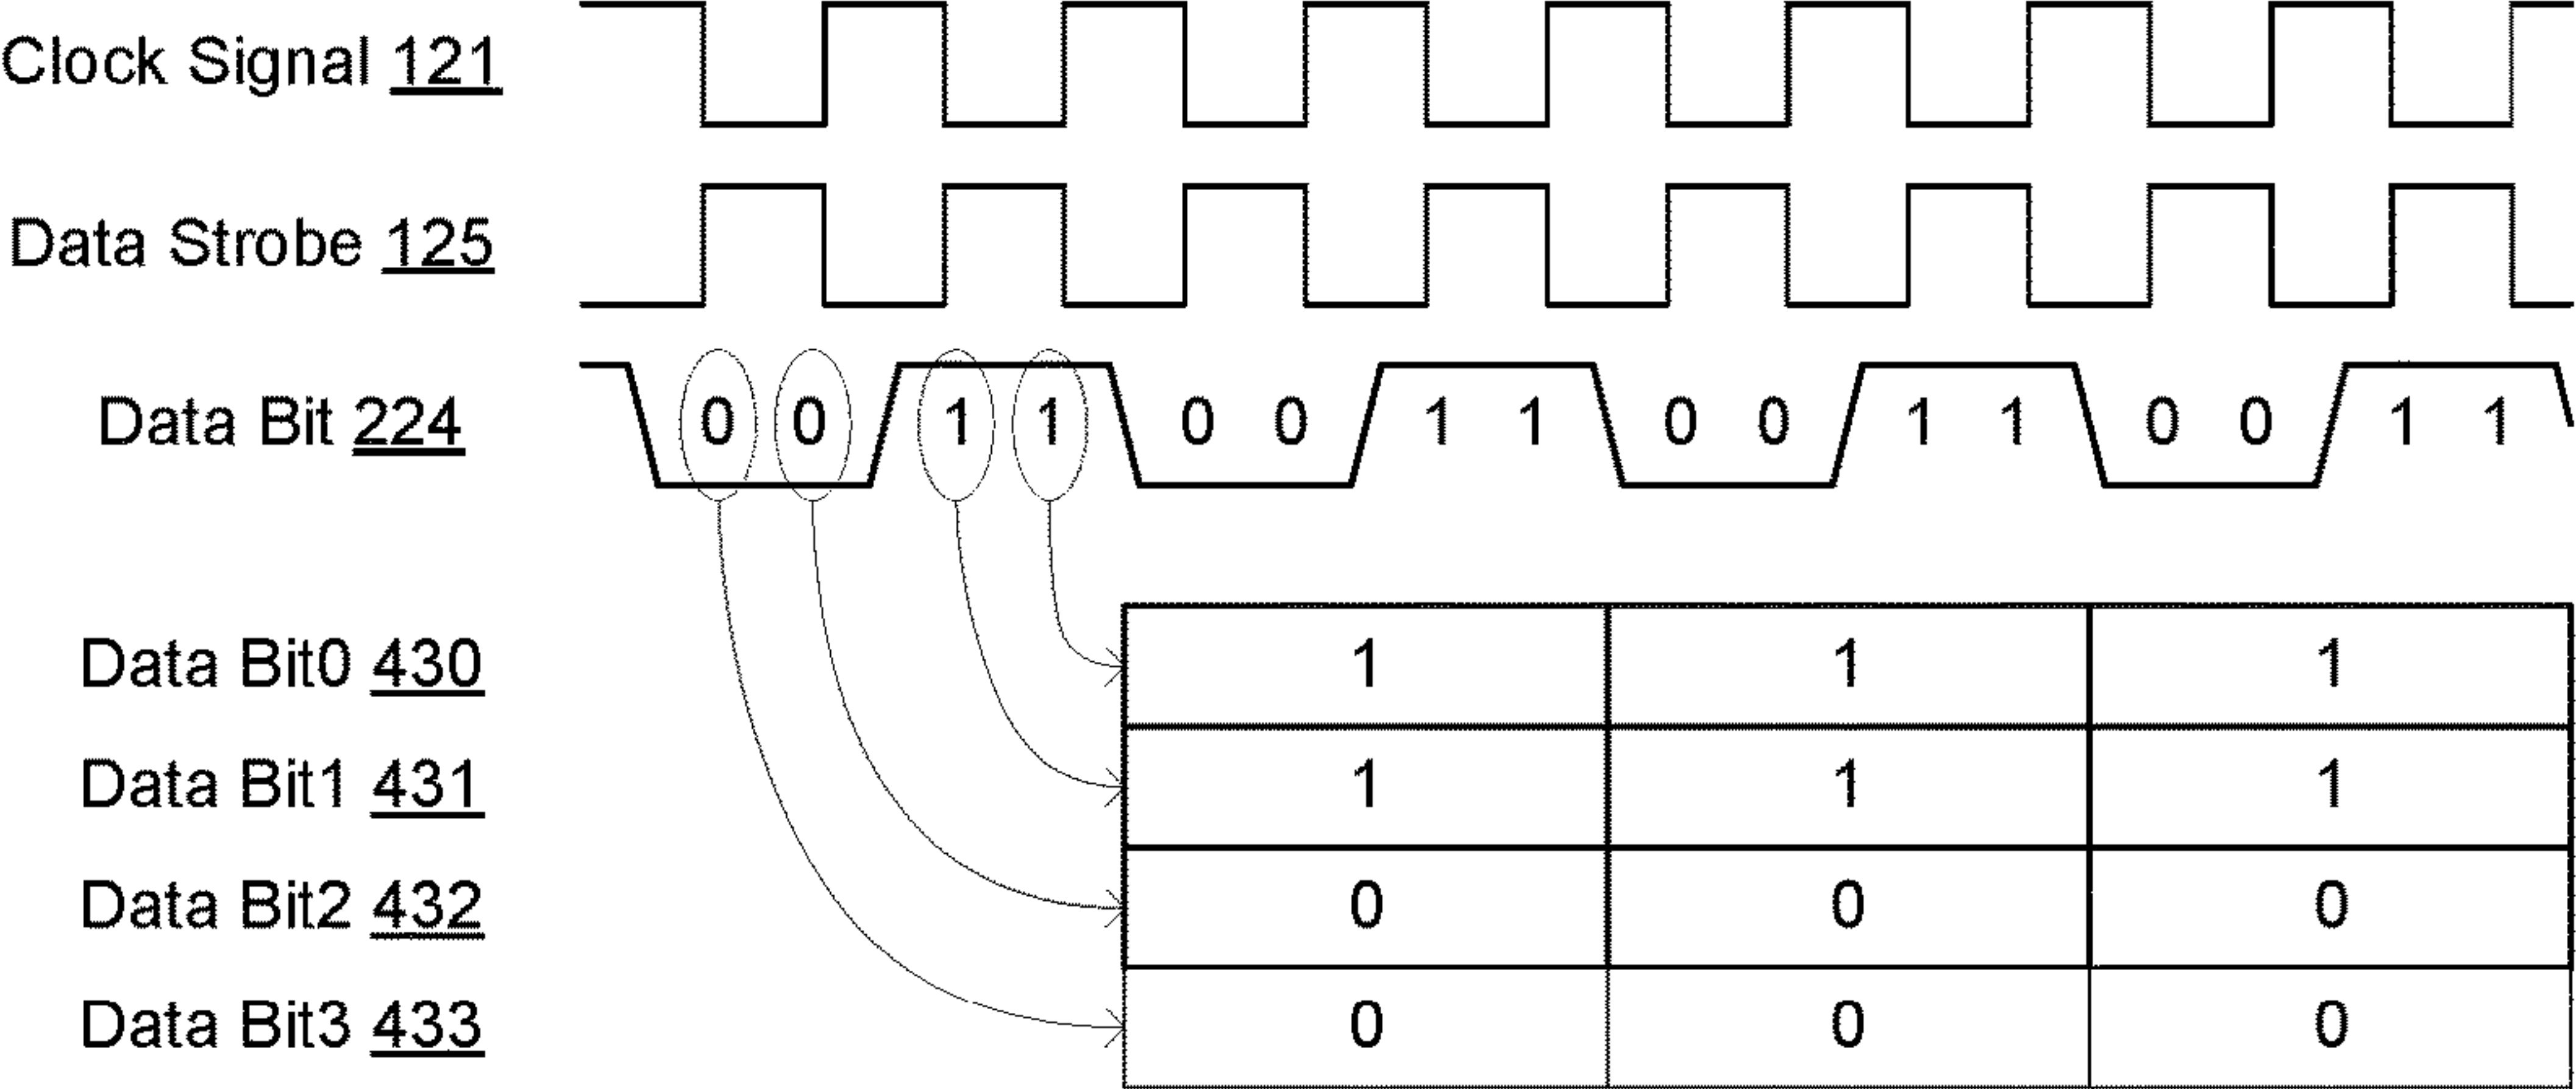 Clock Signal 121
Data Strobe 125
Data Bit 224 0 0 1 1 0 0 1 1 0 0 1 1 0 0 1 1
Data Bit0 430 1 1 1
Data Bit1 431 1 1 1
Data Bit2 432 0 0 0
Data Bit3 433 0 0 0